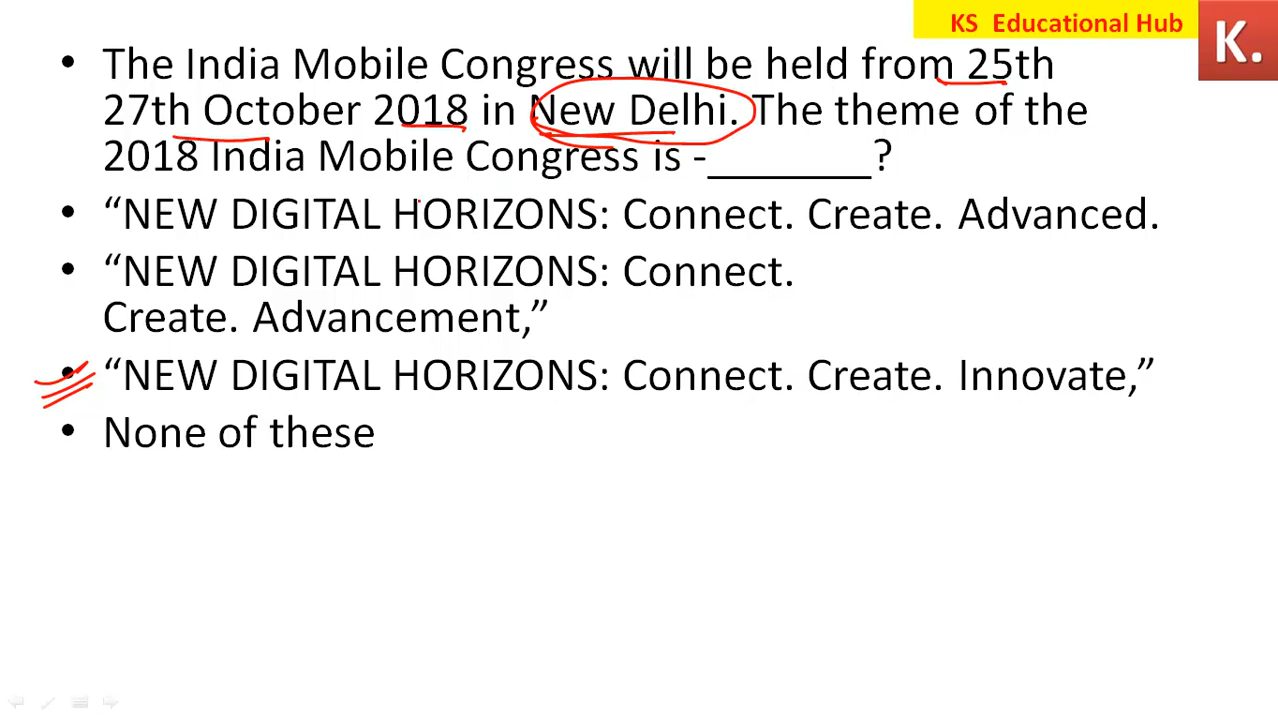 KS Educational Hub
K.
• The India Mobile Congress will be held from 25th
27th October 2018 in New Delhi. The theme of the
2018 India Mobile Congress is -_______?
• “NEW DIGITAL HORIZONS: Connect. Create. Advanced.
• “NEW DIGITAL HORIZONS: Connect.
Create. Advancement,”
• “NEW DIGITAL HORIZONS: Connect. Create. Innovate,”
• None of these